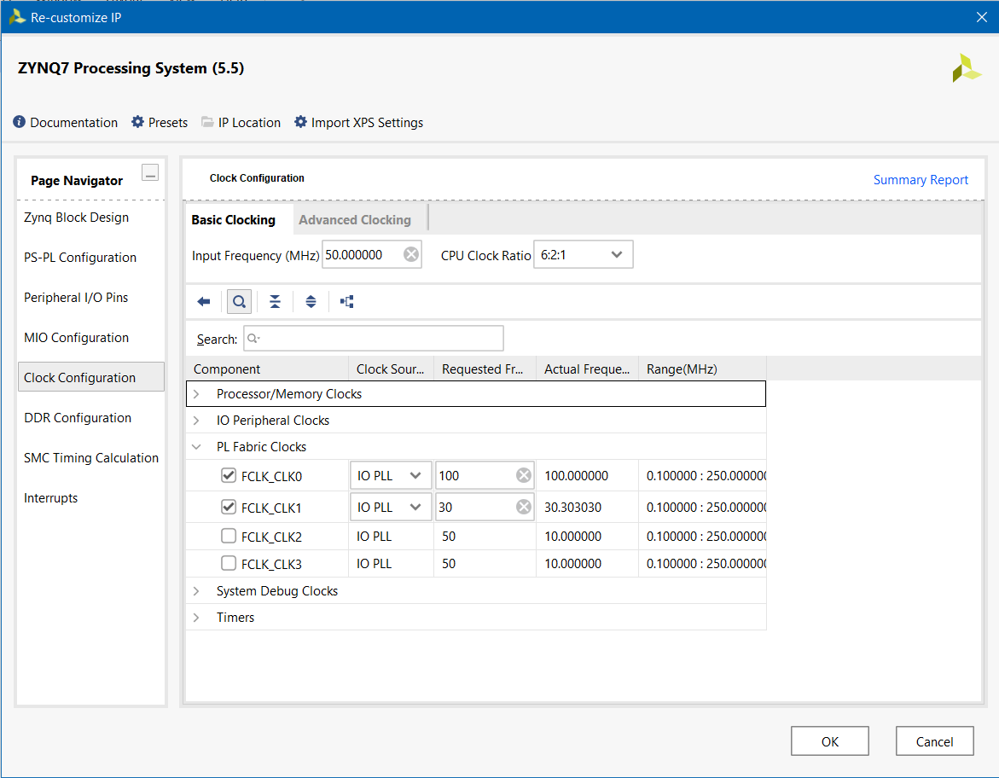 Re-customize IP
ZYNQ7 Processing System (5.5)
Documentation Presets IP Location Import XPS Settings
Page Navigator
Zynq Block Design
PS-PL Configuration
Peripheral I/O Pins
MIO Configuration
Clock Configuration
DDR Configuration
SMC Timing Calculation
Interrupts
Clock Configuration
Summary Report
Basic Clocking Advanced Clocking
Input Frequency (MHz) 50.000000 CPU Clock Ratio 6:2:1
Search:
Component Clock Sour... Requested Fr... Actual Freque... Range(MHz)
Processor/Memory Clocks
IO Peripheral Clocks
PL Fabric Clocks
FCLK_CLK0 IO PLL 100 100.000000 0.100000 : 250.000000
FCLK_CLK1 IO PLL 30 30.303030 0.100000 : 250.000000
FCLK_CLK2 IO PLL 50 10.000000 0.100000 : 250.000000
FCLK_CLK3 IO PLL 50 10.000000 0.100000 : 250.000000
System Debug Clocks
Timers
OK Cancel